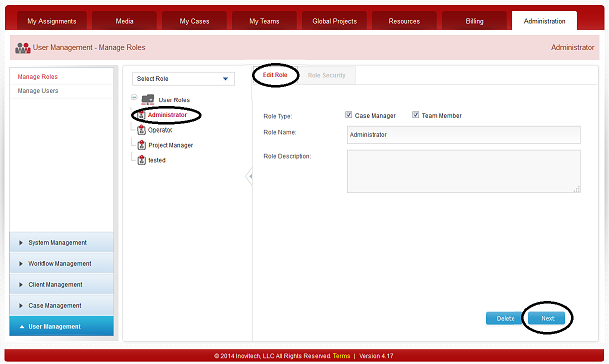 My Assignments Media My Cases My Teams Global Projects Resources Billing Administration
User Management - Manage Roles Administrator
Manage Roles
Manage Users
System Management
Workflow Management
Client Management
Case Management
User Management
Select Role
User Roles
Administrator
Operator
Project Manager
tested
Edit Role Role Security
Role Type: Case Manager Team Member
Role Name: Administrator
Role Description:
Delete Next
© 2014 Inovitech, LLC All Rights Reserved Terms | Version 4.17